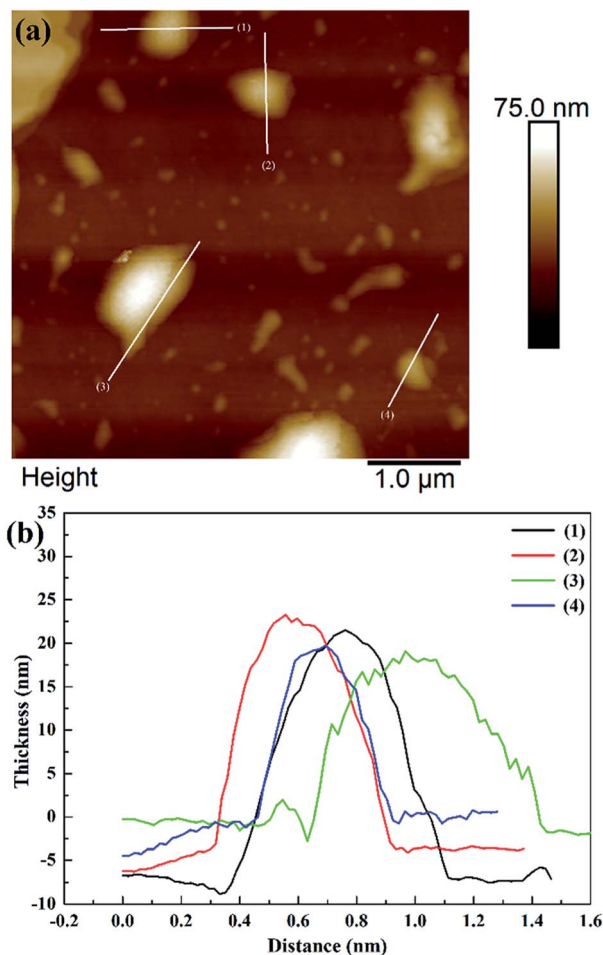 (a)
(1)
(2)
(3)
(4)
75.0 nm
Height
1.0 µm
(b)
(1)
(2)
(3)
(4)
35
30
25
20
15
10
5
0
-5
-10
Thickness (nm)
-0.2 0.0 0.2 0.4 0.6 0.8 1.0 1.2 1.4 1.6
Distance (nm)